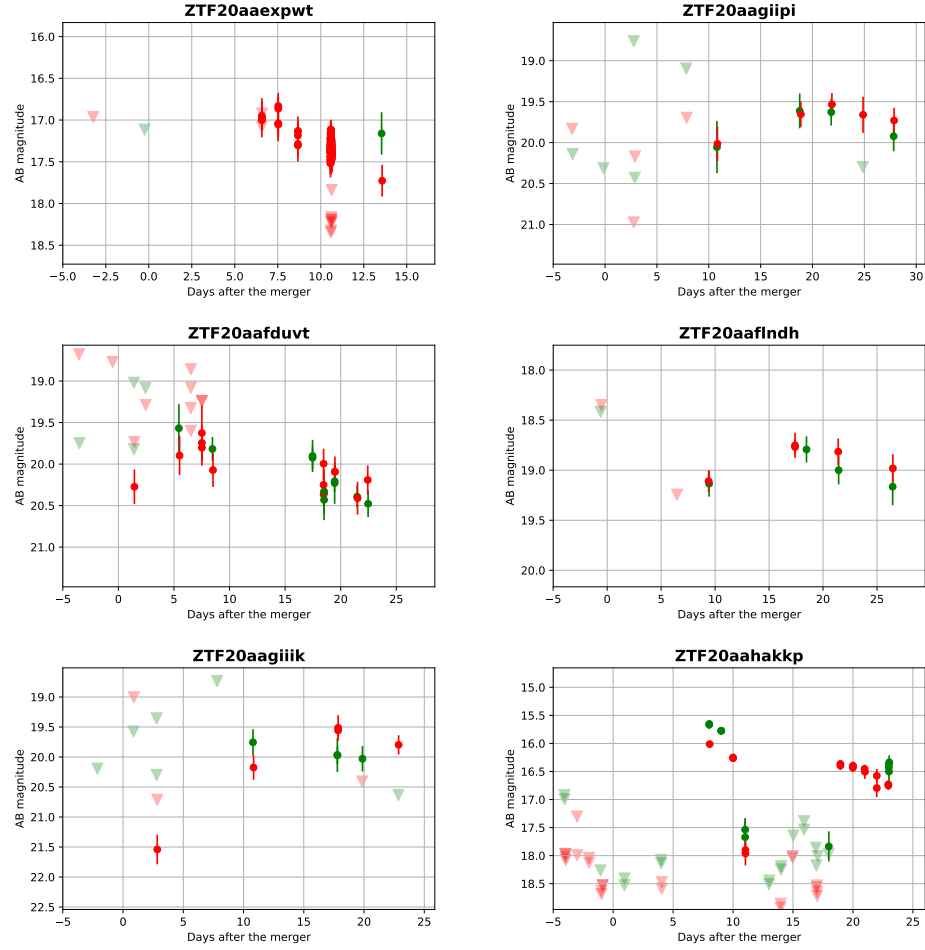 ZTF20aaexpwt
16.0
16.5
17.0
17.5
18.0
18.5
AB magnitude
−5.0 −2.5 0.0 2.5 5.0 7.5 10.0 12.5 15.0
Days after the merger
ZTF20aagiipi
19.0
19.5
20.0
20.5
21.0
AB magnitude
−5 0 5 10 15 20 25 30
Days after the merger
ZTF20aafduvt
19.0
19.5
20.0
20.5
21.0
AB magnitude
−5 0 5 10 15 20 25
Days after the merger
ZTF20aaflndh
18.0
18.5
19.0
19.5
20.0
AB magnitude
−5 0 5 10 15 20 25
Days after the merger
ZTF20aagiiik
19.0
19.5
20.0
20.5
21.0
21.5
22.0
22.5
AB magnitude
−5 0 5 10 15 20 25
Days after the merger
ZTF20aahakkp
15.0
15.5
16.0
16.5
17.0
17.5
18.0
18.5
AB magnitude
−5 0 5 10 15 20 25
Days after the merger